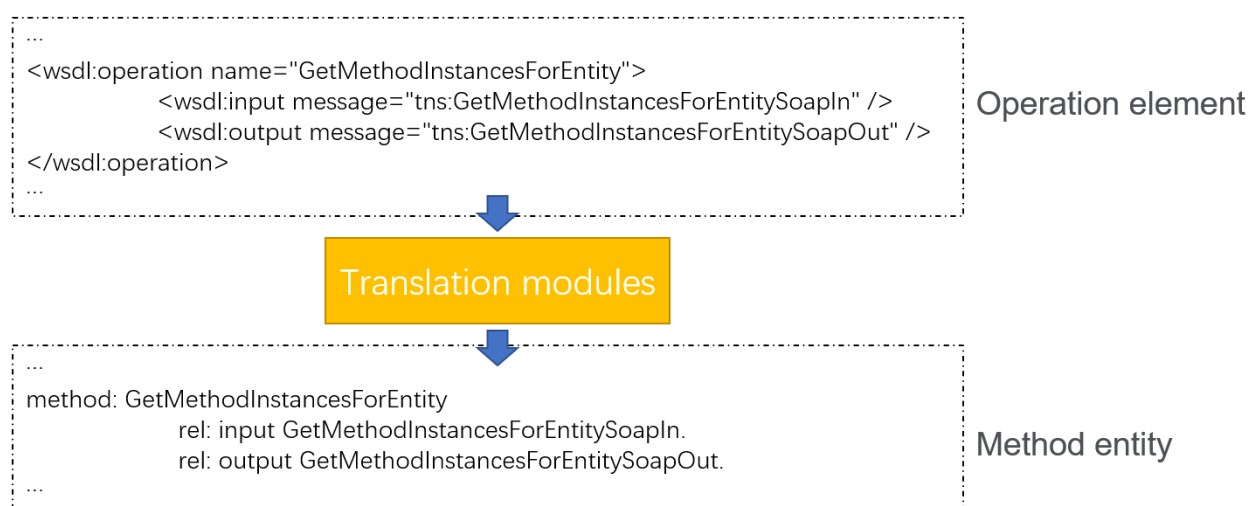 ...
<wsdl:operation name="GetMethodInstancesForEntity">
<wsdl:input message="tns:GetMethodInstancesForEntitySoapIn" />
<wsdl:output message="tns:GetMethodInstancesForEntitySoapOut" />
</wsdl:operation>
...
Operation element
Translation modules
...
method: GetMethodInstancesForEntity
rel: input GetMethodInstancesForEntitySoapIn.
rel: output GetMethodInstancesForEntitySoapOut.
...
Method entity